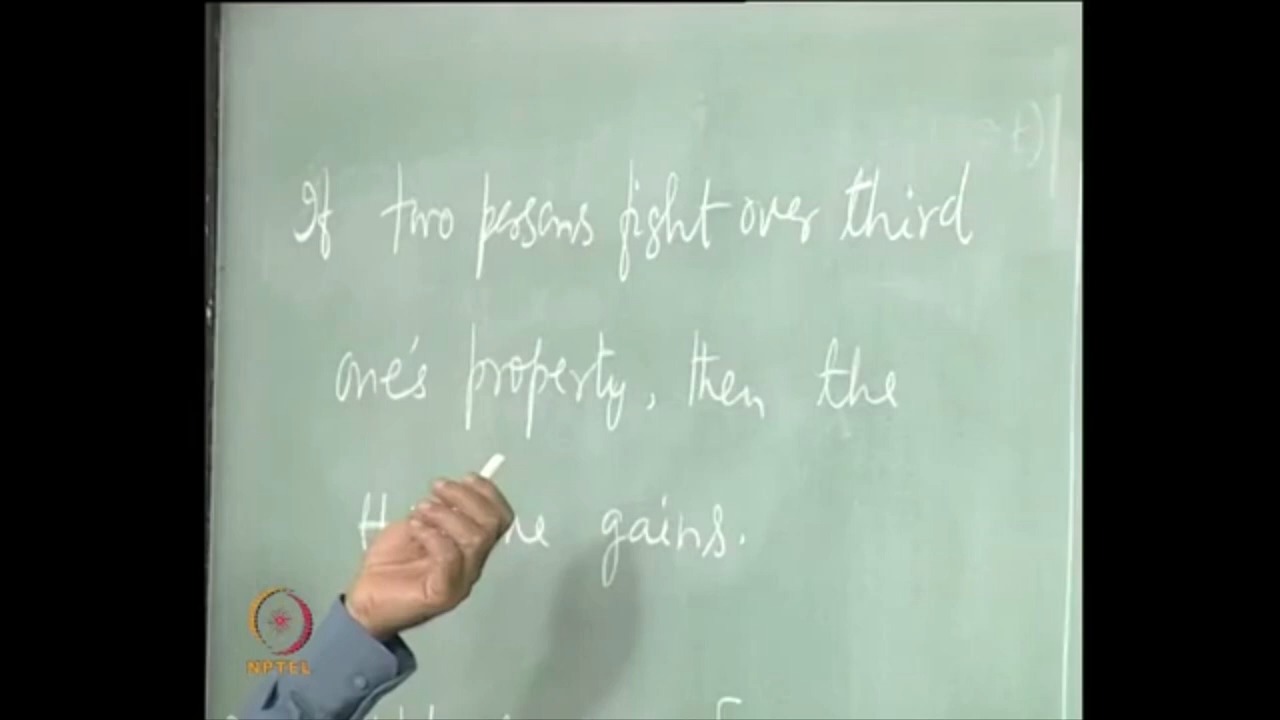 If two persons fight over third
one's property, then the
gains.
NPTEL